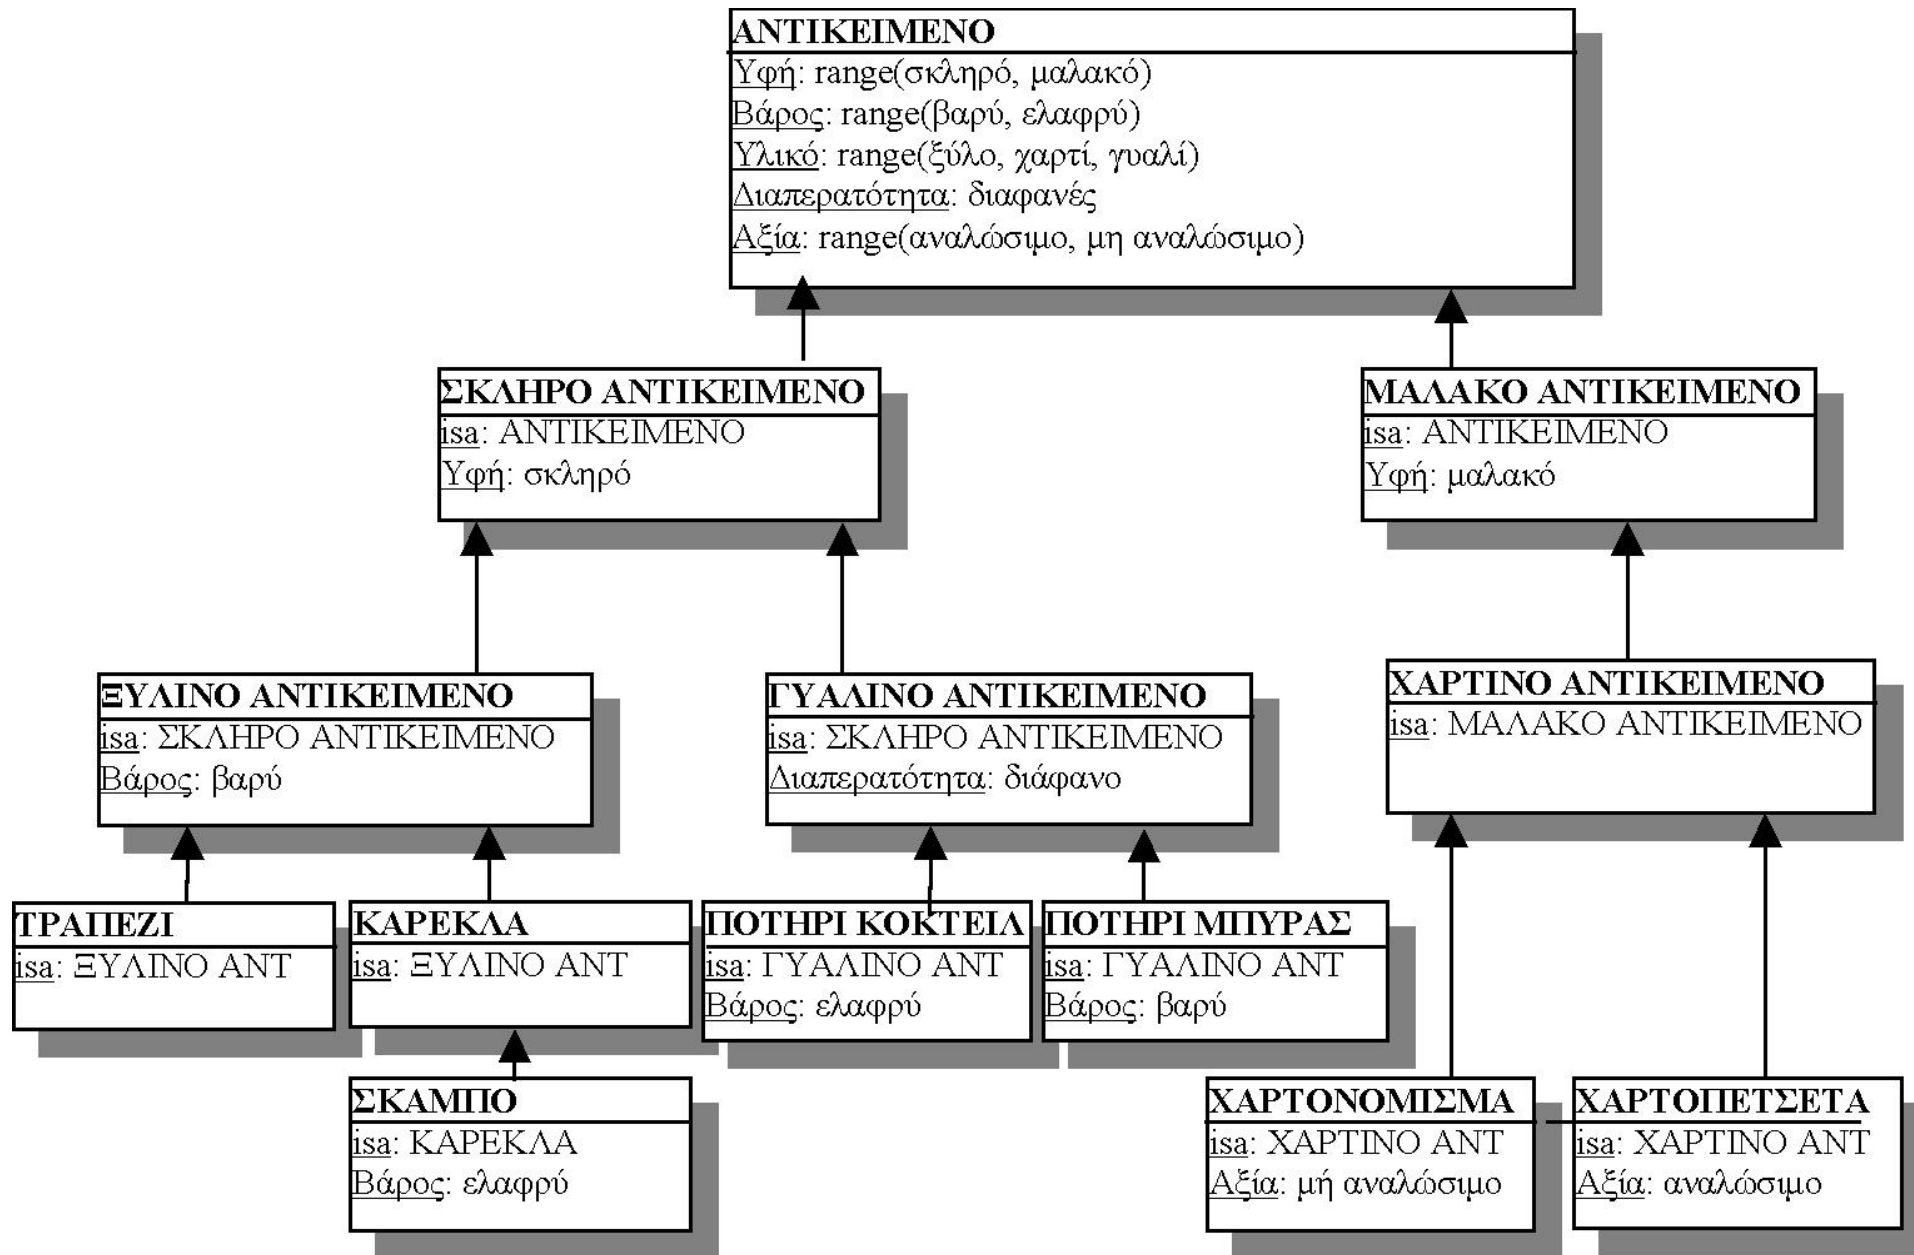 ΑΝΤΙΚΕΙΜΕΝΟ
Υφή: range(σκληρό, μαλακό)
Βάρος: range(βαρύ, ελαφρύ)
Υλικό: range(ξύλο, χαρτί, γυαλί)
Διαπερατότητα: διαφανές
Αξία: range(αναλώσιμο, μη αναλώσιμο)
ΣΚΛΗΡΟ ΑΝΤΙΚΕΙΜΕΝΟ
isa: ΑΝΤΙΚΕΙΜΕΝΟ
Υφή: σκληρό
ΜΑΛΑΚΟ ΑΝΤΙΚΕΙΜΕΝΟ
isa: ΑΝΤΙΚΕΙΜΕΝΟ
Υφή: μαλακό
ΞΥΛΙΝΟ ΑΝΤΙΚΕΙΜΕΝΟ
isa: ΣΚΛΗΡΟ ΑΝΤΙΚΕΙΜΕΝΟ
Βάρος: βαρύ
ΓΥΑΛΙΝΟ ΑΝΤΙΚΕΙΜΕΝΟ
isa: ΣΚΛΗΡΟ ΑΝΤΙΚΕΙΜΕΝΟ
Διαπερατότητα: διάφανο
ΧΑΡΤΙΝΟ ΑΝΤΙΚΕΙΜΕΝΟ
isa: ΜΑΛΑΚΟ ΑΝΤΙΚΕΙΜΕΝΟ
ΤΡΑΠΕΖΙ
isa: ΞΥΛΙΝΟ ΑΝΤ
ΚΑΡΕΚΛΑ
isa: ΞΥΛΙΝΟ ΑΝΤ
ΠΟΤΗΡΙ ΚΟΚΤΕΙΛ
isa: ΓΥΑΛΙΝΟ ΑΝΤ
Βάρος: ελαφρύ
ΠΟΤΗΡΙ ΜΠΥΡΑΣ
isa: ΓΥΑΛΙΝΟ ΑΝΤ
Βάρος: βαρύ
ΣΚΑΜΠΟ
isa: ΚΑΡΕΚΛΑ
Βάρος: ελαφρύ
ΧΑΡΤΟΝΟΜΙΣΜΑ
isa: ΧΑΡΤΙΝΟ ΑΝΤ
Αξία: μή αναλώσιμο
ΧΑΡΤΟΠΕΤΣΕΤΑ
isa: ΧΑΡΤΙΝΟ ΑΝΤ
Αξία: αναλώσιμο